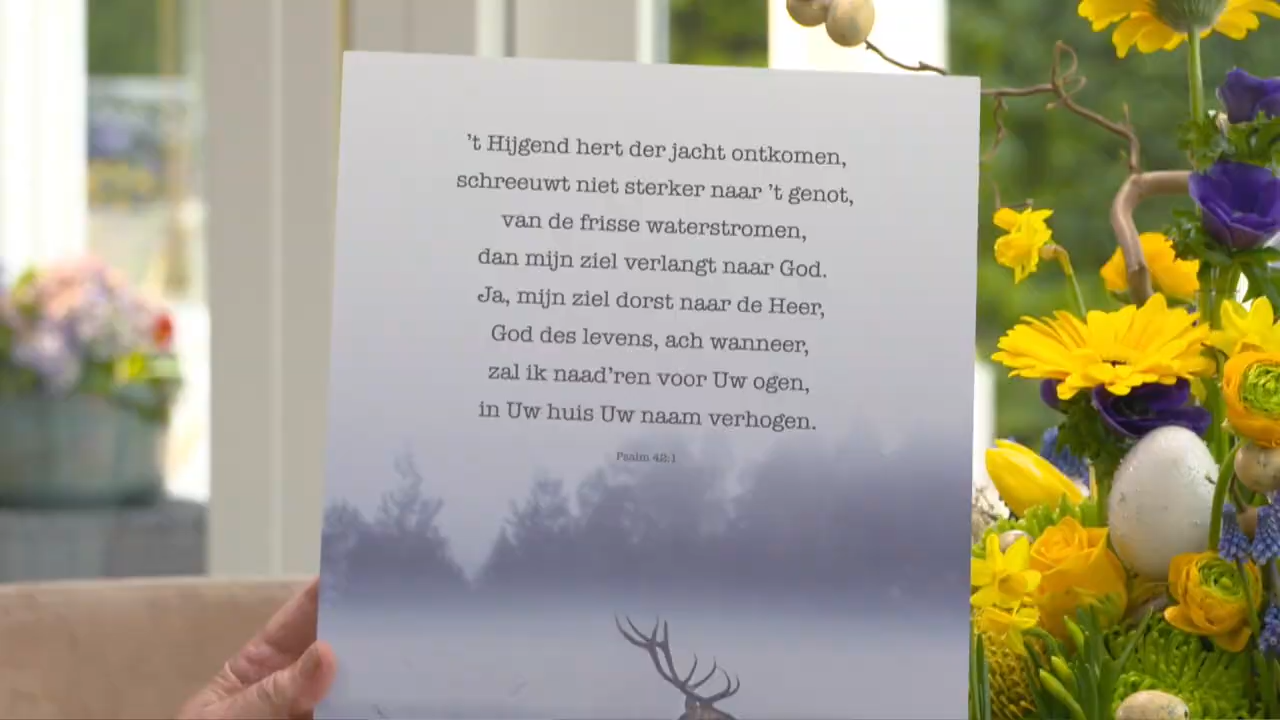 ’t Hijgend hert der jacht ontkomen,
schreeuwt niet sterker naar ’t genot,
van de frisse waterstromen,
dan mijn ziel verlangt naar God.
Ja, mijn ziel dorst naar de Heer,
God des levens, ach wanneer,
zal ik naad’ren voor Uw ogen,
in Uw huis Uw naam verhogen.
Psalm 42:1